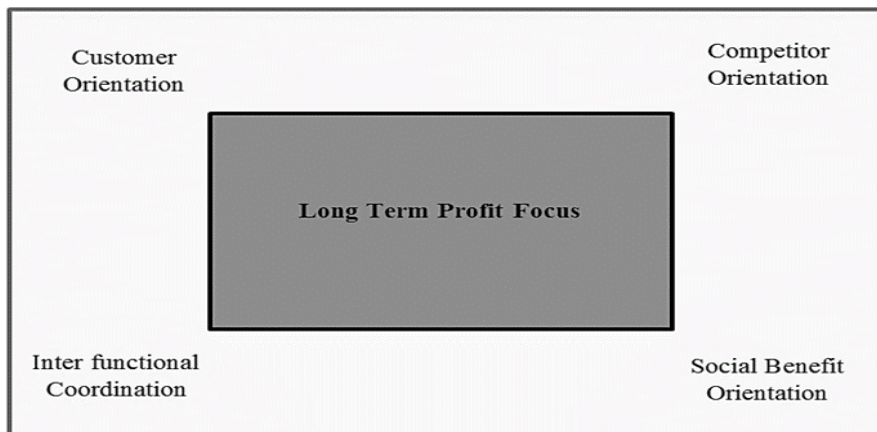 Customer
Orientation
Competitor
Orientation
Long Term Profit Focus
Inter functional
Coordination
Social Benefit
Orientation